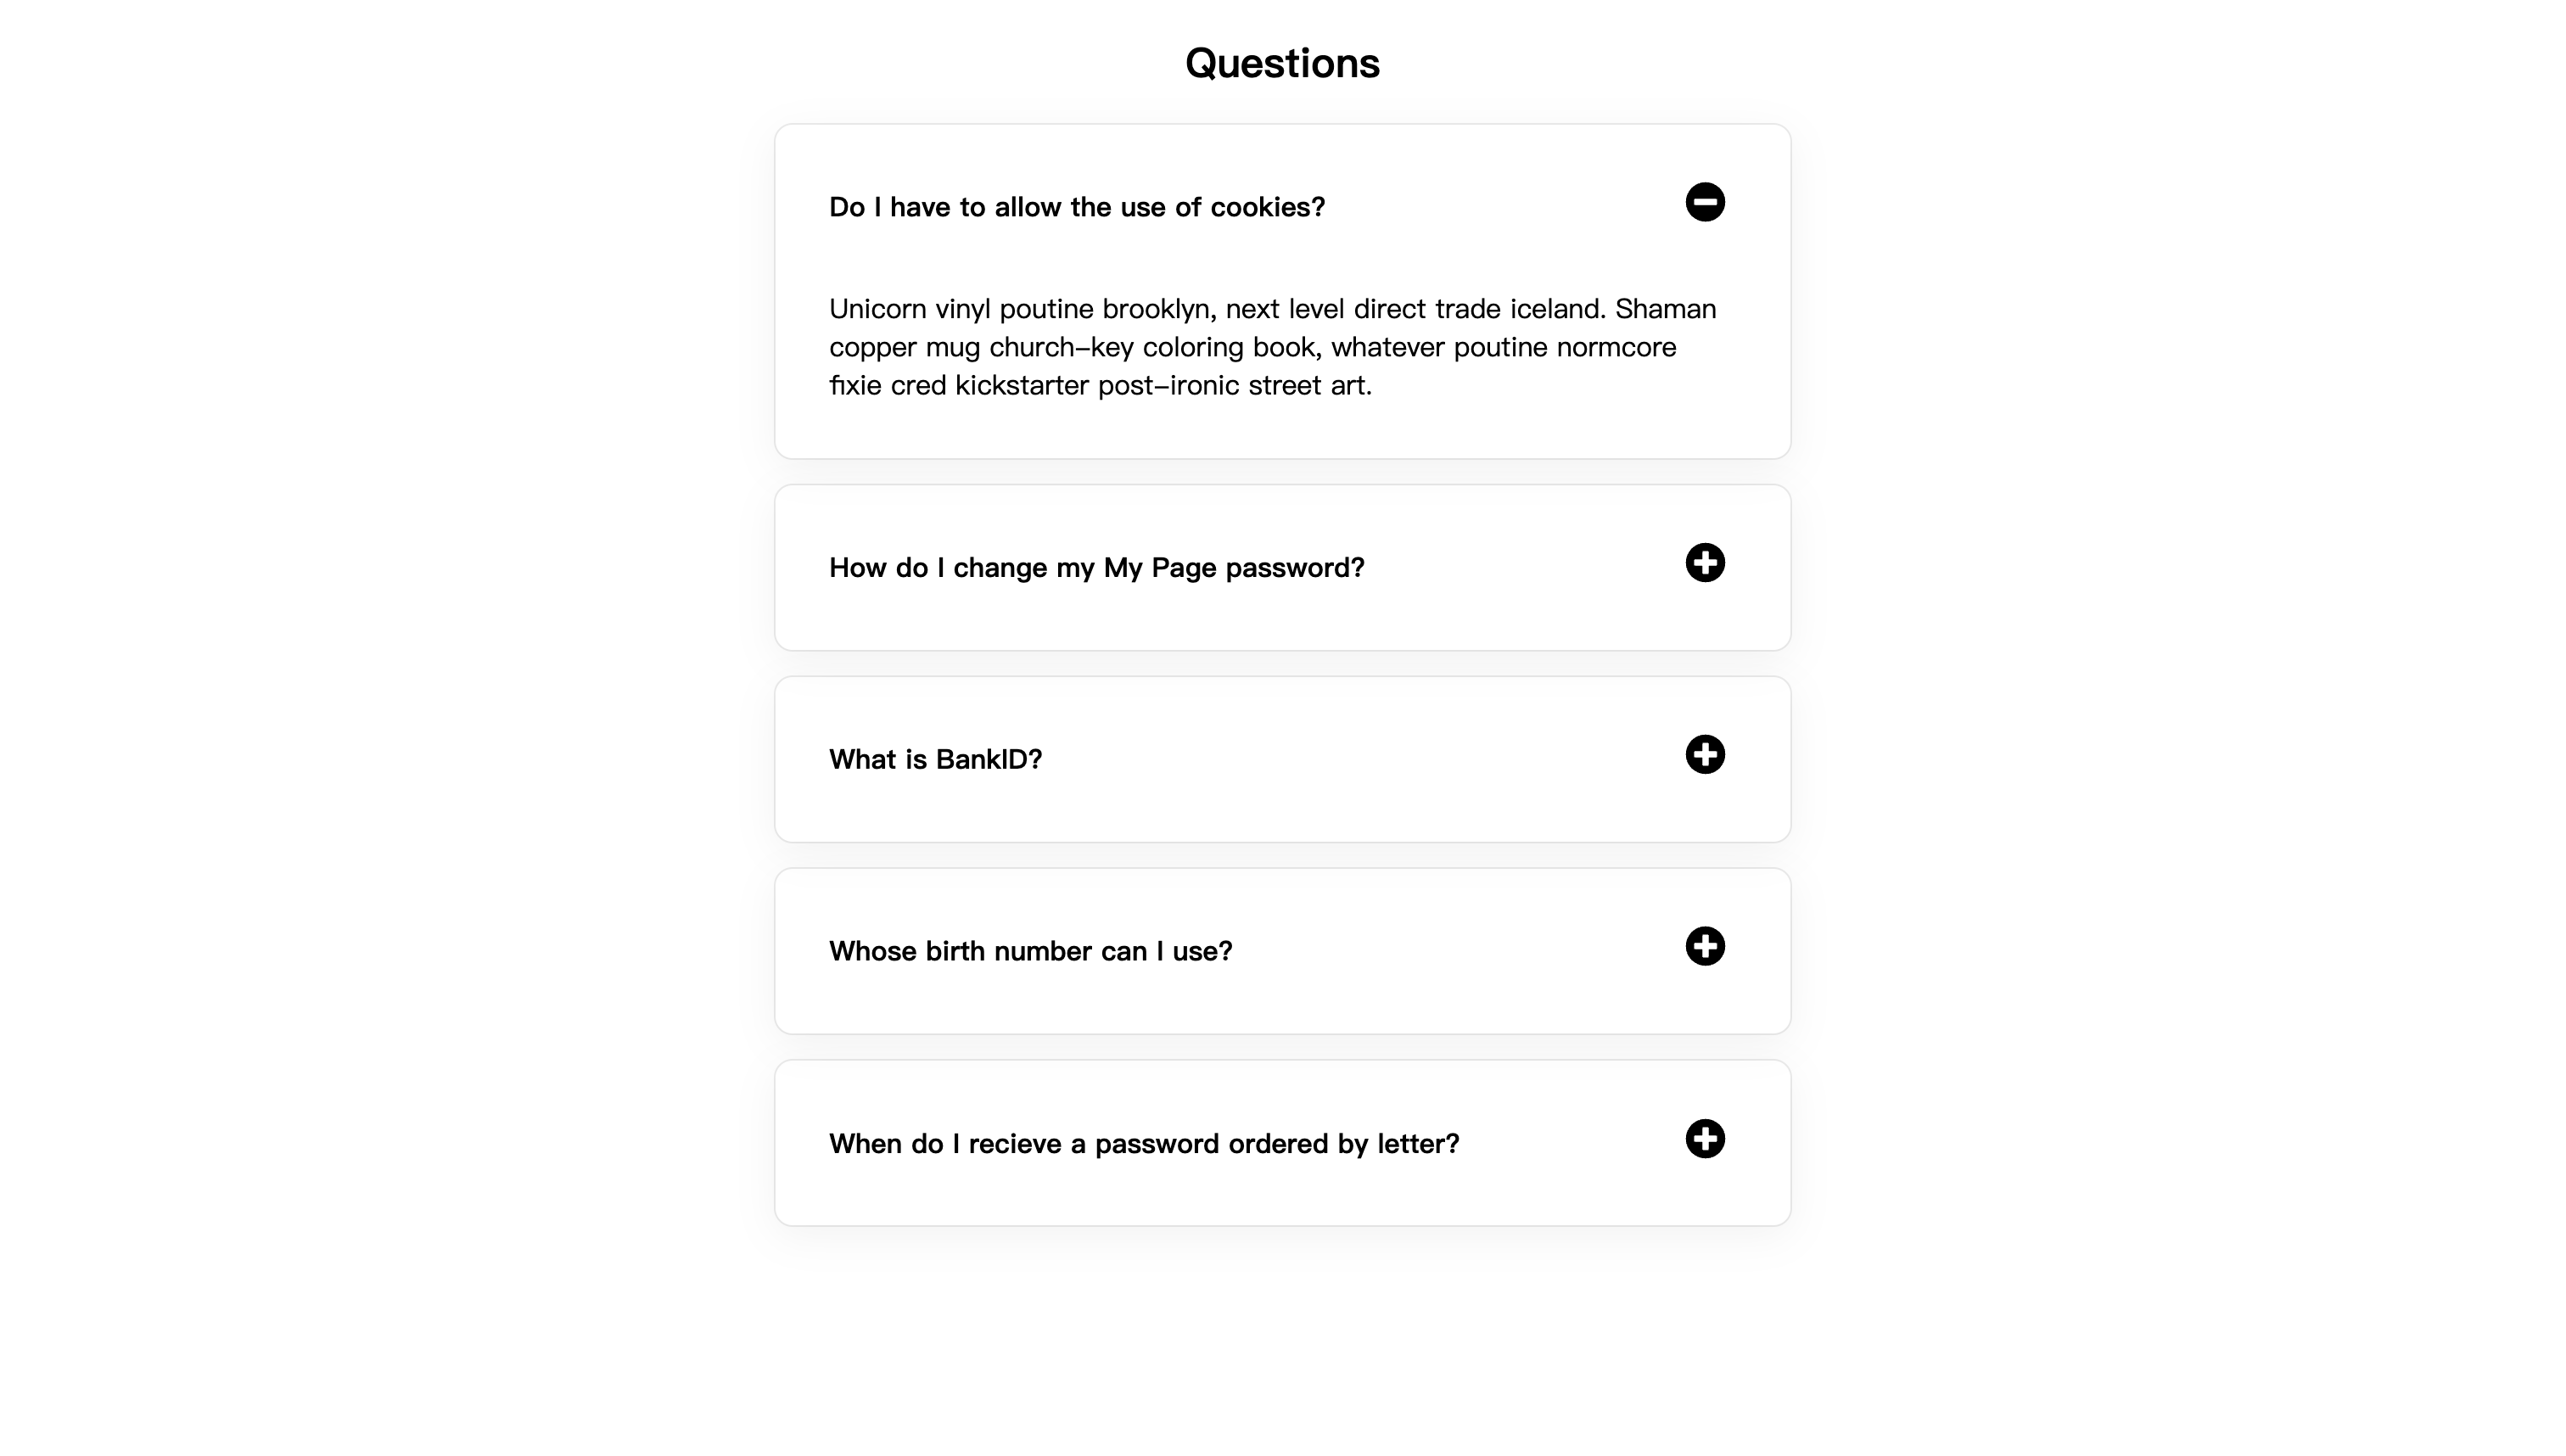 Questions
Do I have to allow the use of cookies?
Unicorn vinyl poutine brooklyn, next level direct trade iceland. Shaman
copper mug church-key coloring book, whatever poutine normcore
fixie cred kickstarter post-ironic street art.
How do I change my My Page password?
What is BankID?
Whose birth number can I use?
When do I recieve a password ordered by letter?